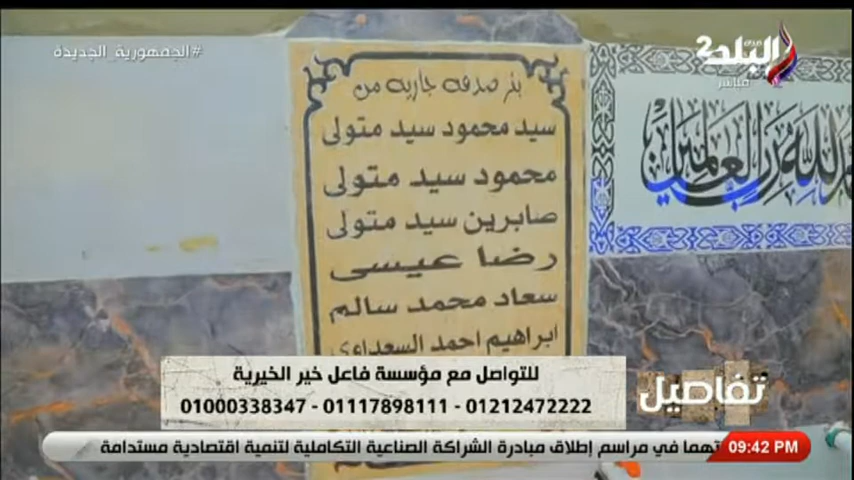 #الجمهورية_الجديدة
صدى البلد 2
مباشر
بئر صدقه جاريه من
سيد محمود سيد متولى
محمود سيد متولى
صابرين سيد متولى
رضا عيسى
سعاد محمد سالم
ابراهيم احمد السعداوى
لله رب العالمين
للتواصل مع مؤسسة فاعل خير الخيرية
01000338347 - 01117898111 - 01212472222
تفاصيل
تهما في مراسم إطلاق مبادرة الشراكة الصناعية التكاملية لتنمية اقتصادية مستدامة
09:42 PM